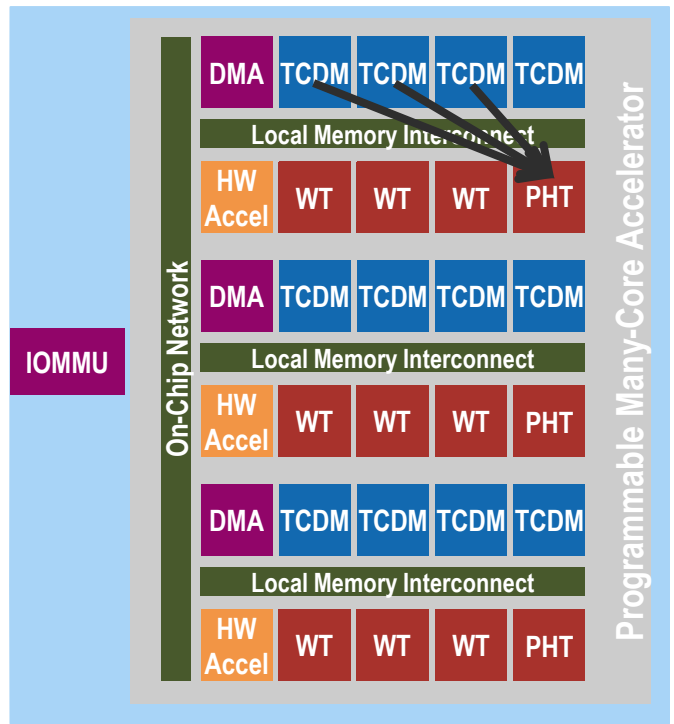 DMA TCDM TCDM TCDM TCDM
Local Memory Interconnect
HW
Accel
WT WT WT PHT
DMA TCDM TCDM TCDM TCDM
Local Memory Interconnect
HW
Accel
WT WT WT PHT
DMA TCDM TCDM TCDM TCDM
Local Memory Interconnect
HW
Accel
WT WT WT PHT
On-Chip Network
IOMMU
Programmable Many-Core Accelerator